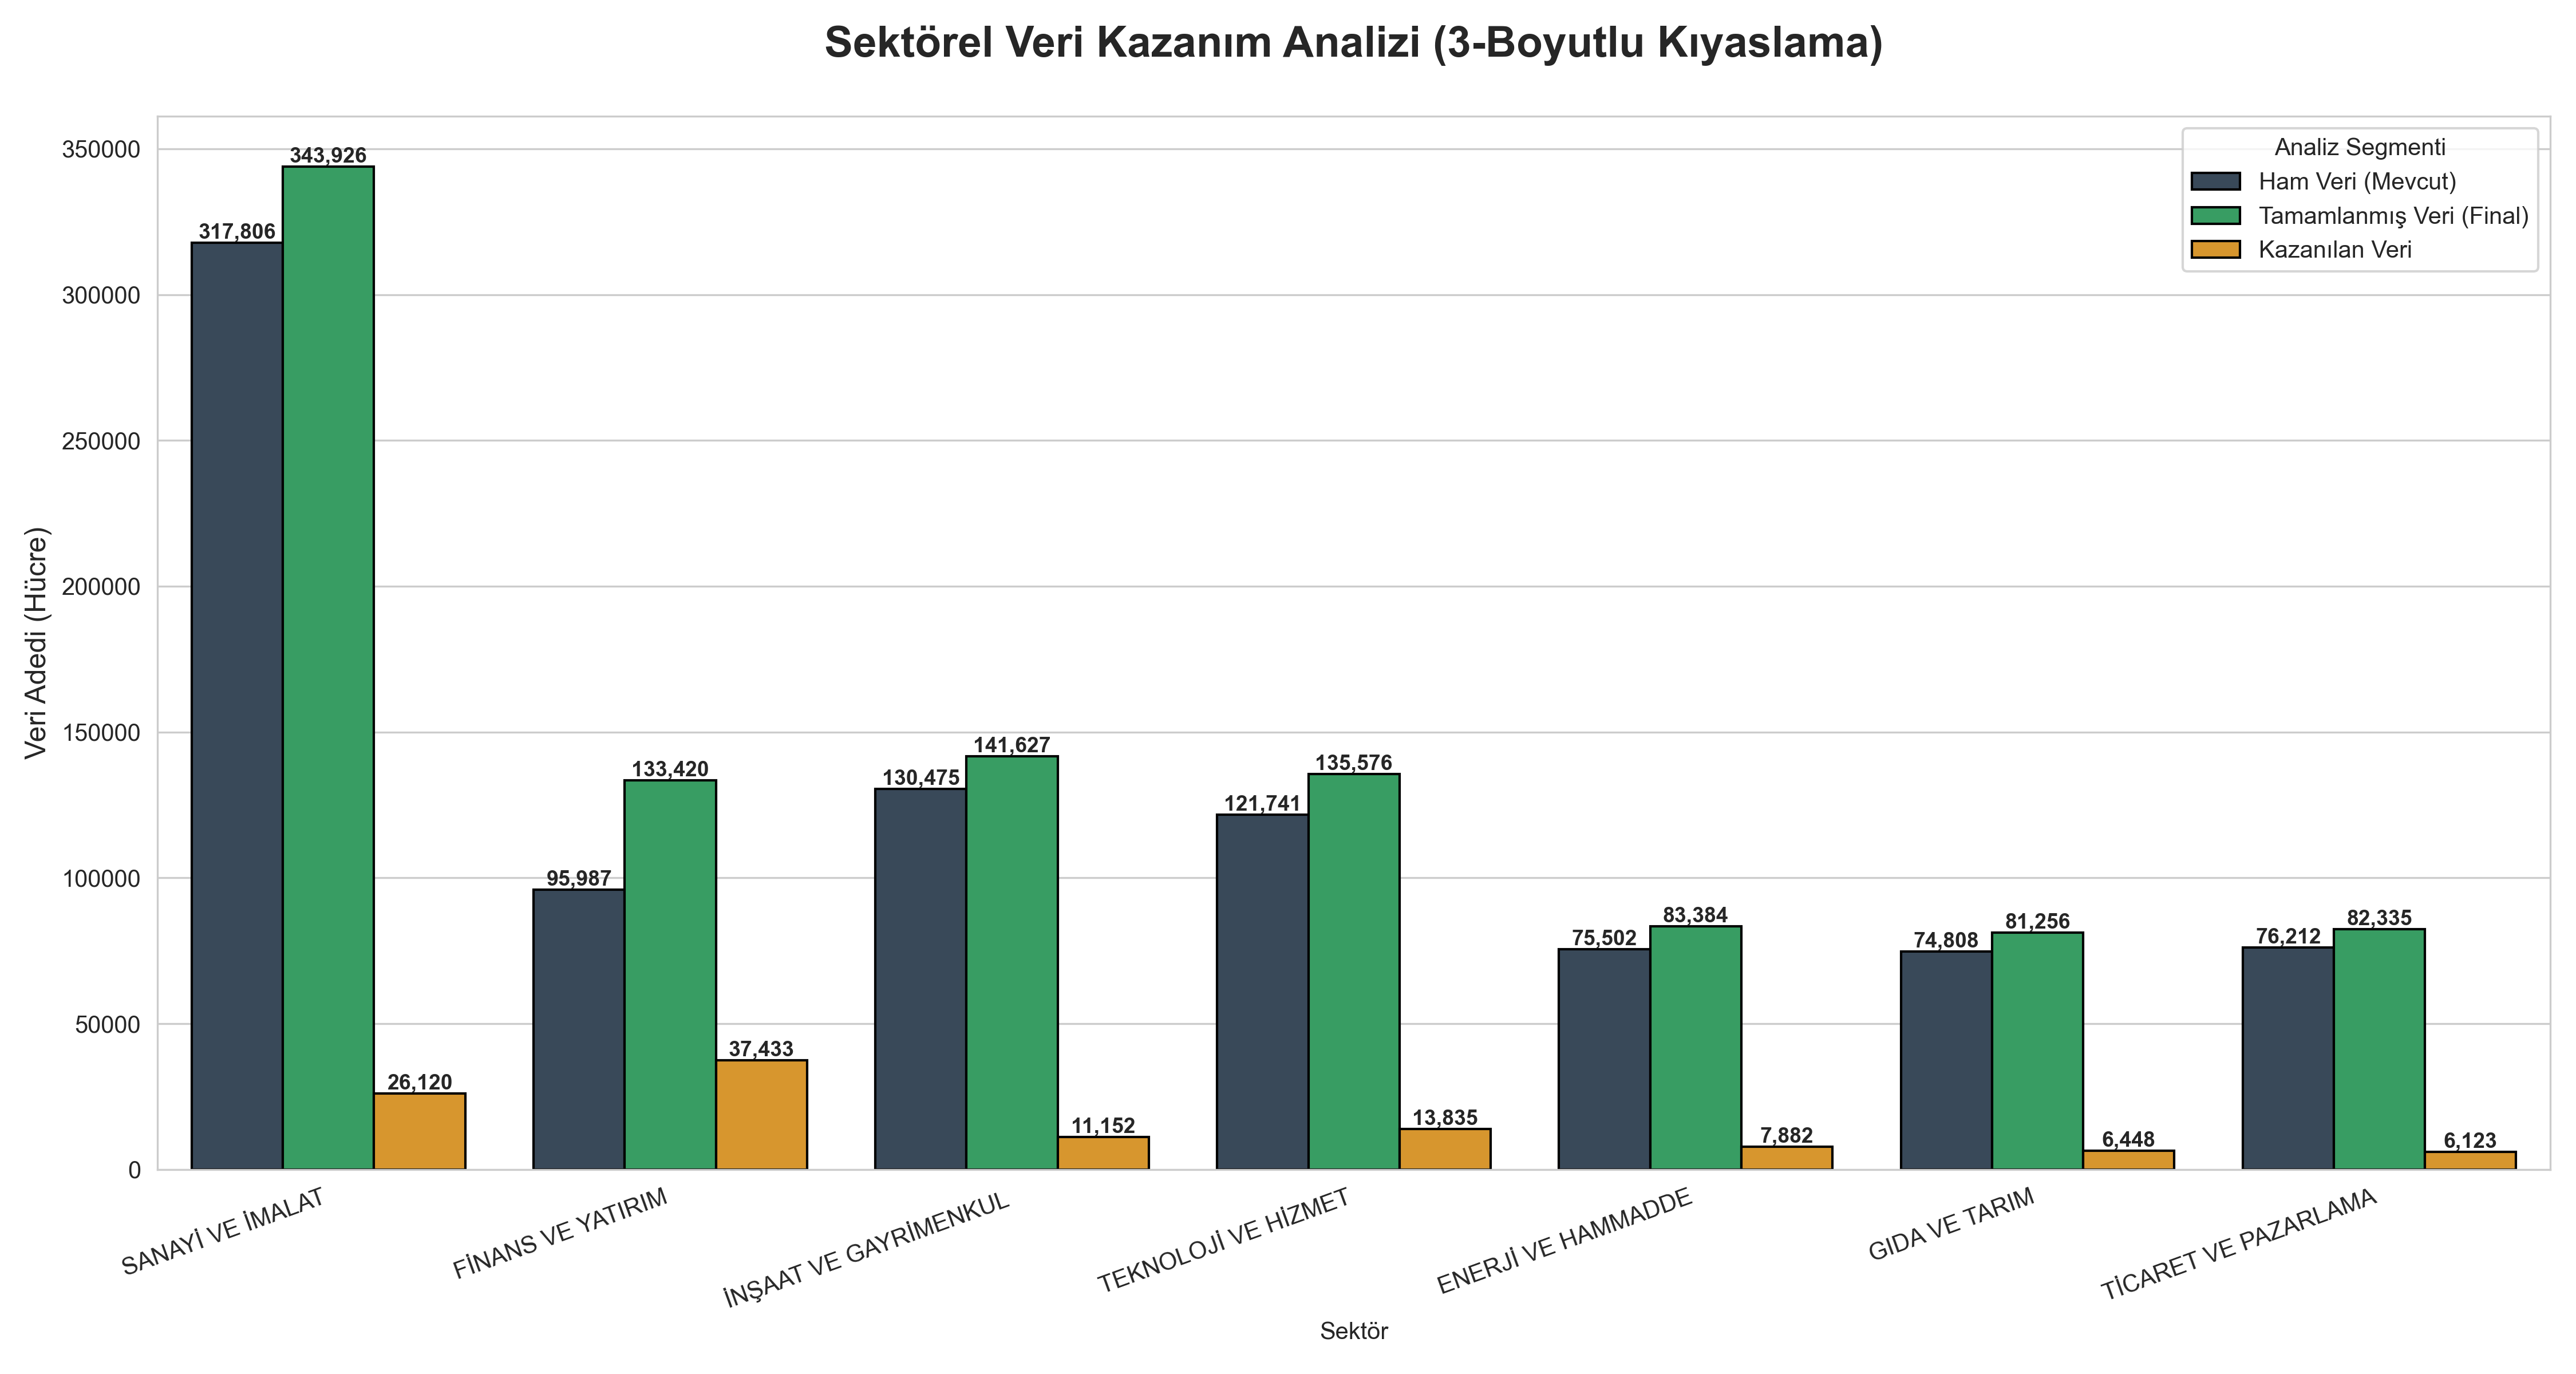 Sektörel Veri Kazanım Analizi (3-Boyutlu Kıyaslama)
Analiz Segmenti
Ham Veri (Mevcut)
Tamamlanmış Veri (Final)
Kazanılan Veri
Veri Adedi (Hücre)
350000
300000
250000
200000
150000
100000
50000
0
317,806
343,926
26,120
95,987
133,420
37,433
130,475
141,627
11,152
121,741
135,576
13,835
75,502
83,384
7,882
74,808
81,256
6,448
76,212
82,335
6,123
SANAYİ VE İMALAT
FİNANS VE YATIRIM
İNŞAAT VE GAYRİMENKUL
TEKNOLOJİ VE HİZMET
ENERJİ VE HAMMADDE
GIDA VE TARIM
TİCARET VE PAZARLAMA
Sektör